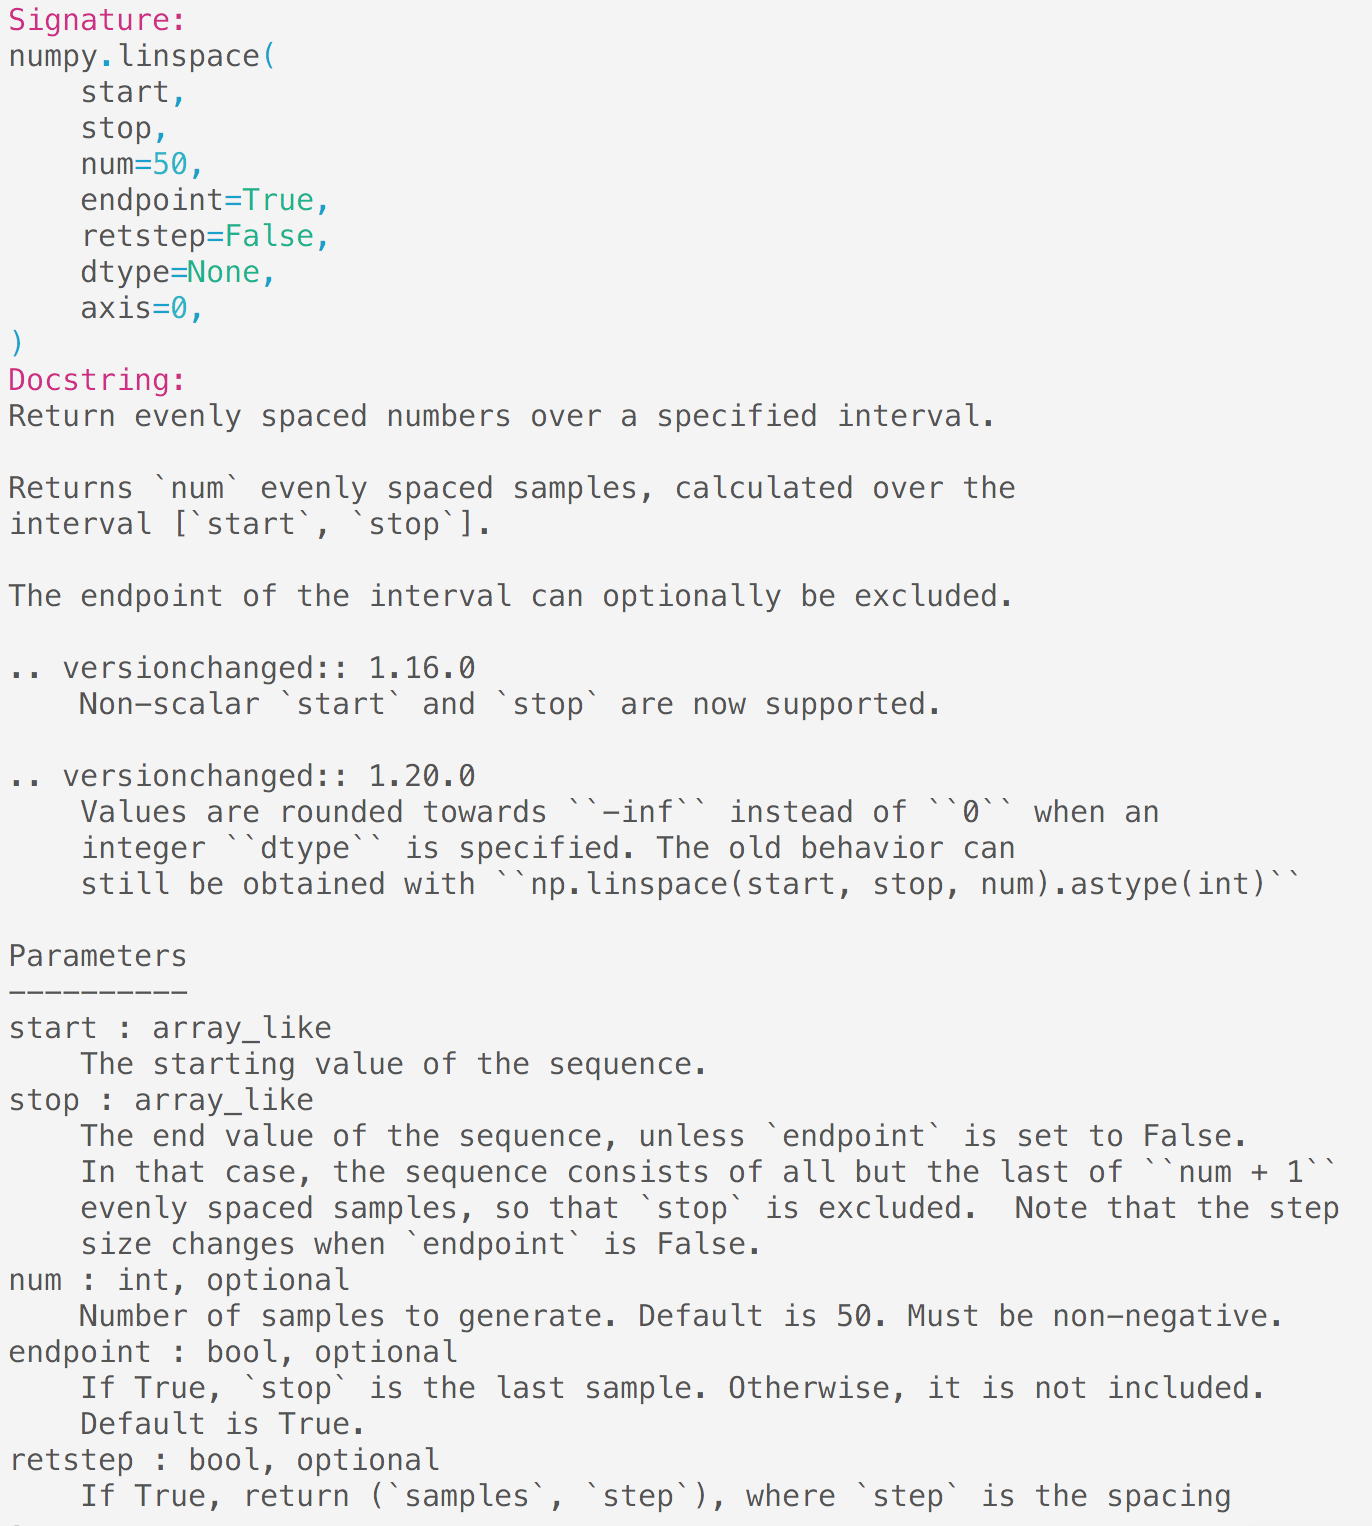 Signature:
numpy.linspace(
    start,
    stop,
    num=50,
    endpoint=True,
    retstep=False,
    dtype=None,
    axis=0,
)
Docstring:
Return evenly spaced numbers over a specified interval.

Returns `num` evenly spaced samples, calculated over the
interval [`start`, `stop`].

The endpoint of the interval can optionally be excluded.

.. versionchanged:: 1.16.0
    Non-scalar `start` and `stop` are now supported.

.. versionchanged:: 1.20.0
    Values are rounded towards ``-inf`` instead of ``0`` when an
    integer ``dtype`` is specified. The old behavior can
    still be obtained with ``np.linspace(start, stop, num).astype(int)``

Parameters
----------
start : array_like
    The starting value of the sequence.
stop : array_like
    The end value of the sequence, unless `endpoint` is set to False.
    In that case, the sequence consists of all but the last of ``num + 1``
    evenly spaced samples, so that `stop` is excluded.  Note that the step
    size changes when `endpoint` is False.
num : int, optional
    Number of samples to generate. Default is 50. Must be non-negative.
endpoint : bool, optional
    If True, `stop` is the last sample. Otherwise, it is not included.
    Default is True.
retstep : bool, optional
    If True, return (`samples`, `step`), where `step` is the spacing